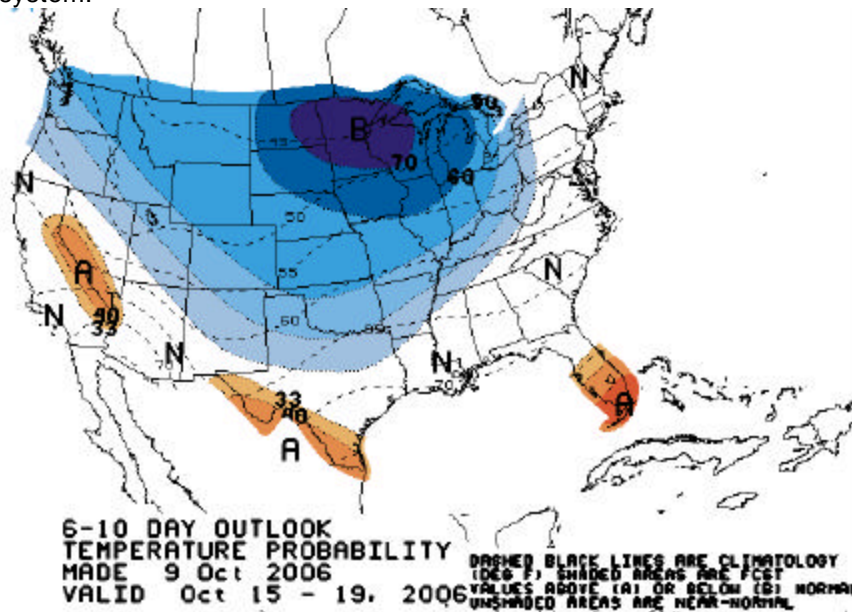 system.
N
50
B
70
60
N
50
55
A
N
40
33
N
60
N
N
70
33
40
A
A
6-10 DAY OUTLOOK
TEMPERATURE PROBABILITY
MADE 9 Oct 2006
VALID Oct 15 - 19, 2006
DASHED BLACK LINES ARE CLIMATOLOGY
(DEG F) SHADED AREAS ARE FCST
VALUES ABOVE (A) OR BELOW (B) NORMAL
UNSHADED AREAS ARE NEAR-NORMAL